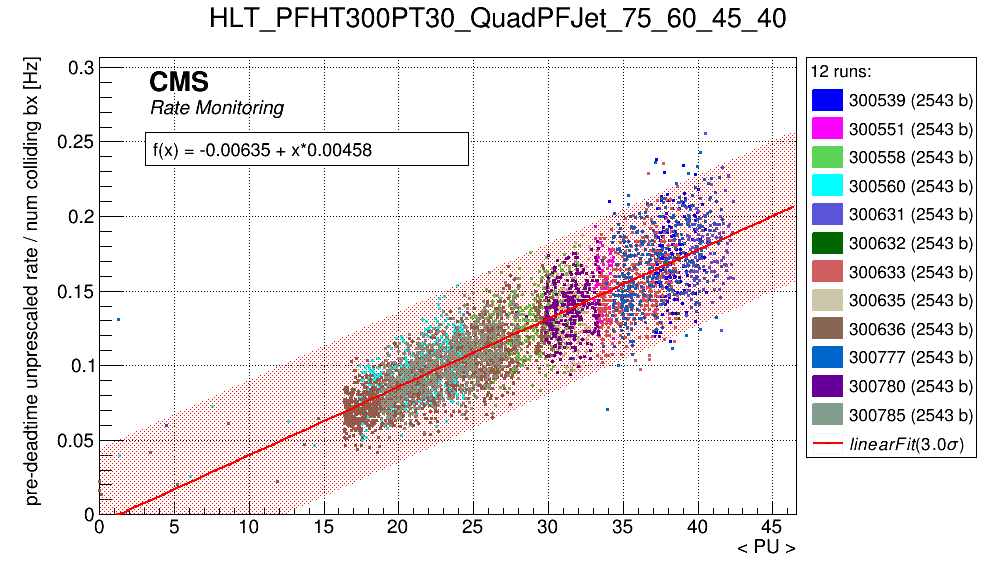 HLT_PFHT300PT30_QuadPFJet_75_60_45_40
pre-deadtime unprescaled rate / num colliding bx [Hz]
0.3
0.25
0.2
0.15
0.1
0.05
0
CMS
Rate Monitoring
f(x) = -0.00635 + x*0.00458
0 5 10 15 20 25 30 35 40 45
< PU >
12 runs:
300539 (2543 b)
300551 (2543 b)
300558 (2543 b)
300560 (2543 b)
300631 (2543 b)
300632 (2543 b)
300633 (2543 b)
300635 (2543 b)
300636 (2543 b)
300777 (2543 b)
300780 (2543 b)
300785 (2543 b)
linearFit(3.0σ)